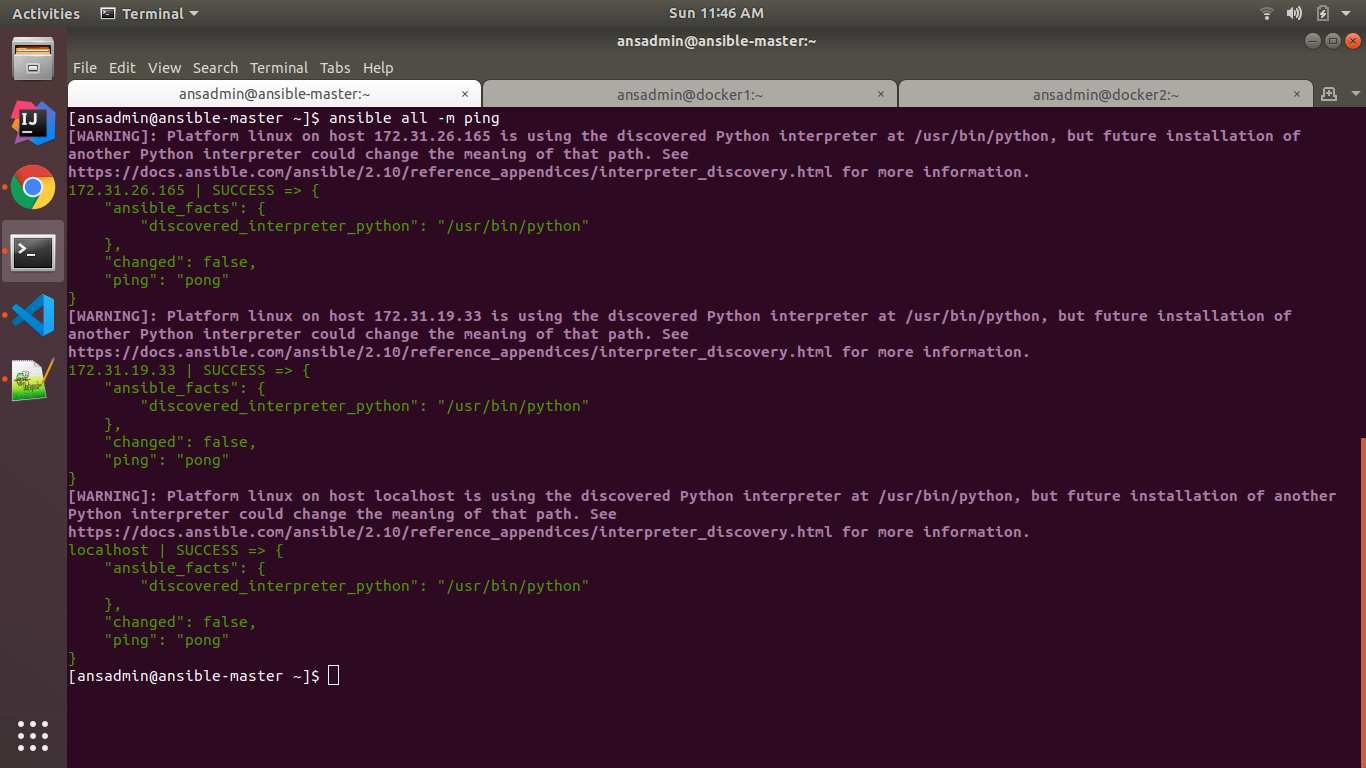 Activities Terminal Sun 11:46 AM
ansadmin@ansible-master:~
File Edit View Search Terminal Tabs Help
ansadmin@ansible-master:~ × ansadmin@docker1:~ × ansadmin@docker2:~ ×
[ansadmin@ansible-master ~]$ ansible all -m ping
[WARNING]: Platform linux on host 172.31.26.165 is using the discovered Python interpreter at /usr/bin/python, but future installation of
another Python interpreter could change the meaning of that path. See
https://docs.ansible.com/ansible/2.10/reference_appendices/interpreter_discovery.html for more information.
172.31.26.165 | SUCCESS => {
    "ansible_facts": {
        "discovered_interpreter_python": "/usr/bin/python"
    },
    "changed": false,
    "ping": "pong"
}
[WARNING]: Platform linux on host 172.31.19.33 is using the discovered Python interpreter at /usr/bin/python, but future installation of
another Python interpreter could change the meaning of that path. See
https://docs.ansible.com/ansible/2.10/reference_appendices/interpreter_discovery.html for more information.
172.31.19.33 | SUCCESS => {
    "ansible_facts": {
        "discovered_interpreter_python": "/usr/bin/python"
    },
    "changed": false,
    "ping": "pong"
}
[WARNING]: Platform linux on host localhost is using the discovered Python interpreter at /usr/bin/python, but future installation of another
Python interpreter could change the meaning of that path. See
https://docs.ansible.com/ansible/2.10/reference_appendices/interpreter_discovery.html for more information.
localhost | SUCCESS => {
    "ansible_facts": {
        "discovered_interpreter_python": "/usr/bin/python"
    },
    "changed": false,
    "ping": "pong"
}
[ansadmin@ansible-master ~]$
IJ